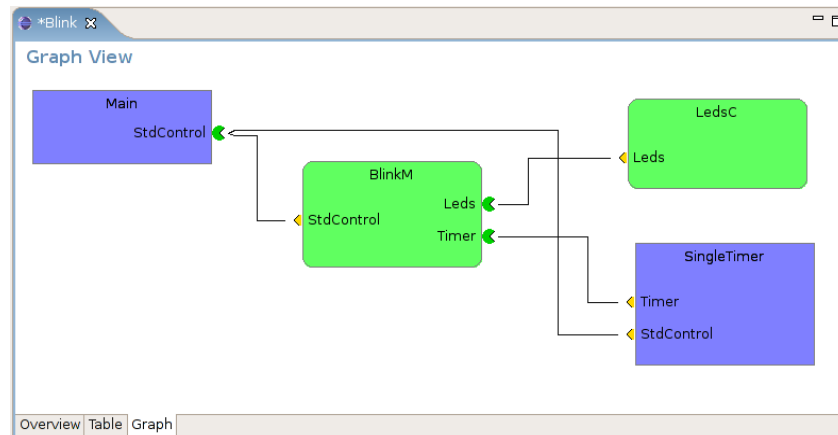 *Blink
Graph View
Main
StdControl
BlinkM
StdControl
Leds
Timer
LedsC
Leds
SingleTimer
Timer
StdControl
Overview Table Graph